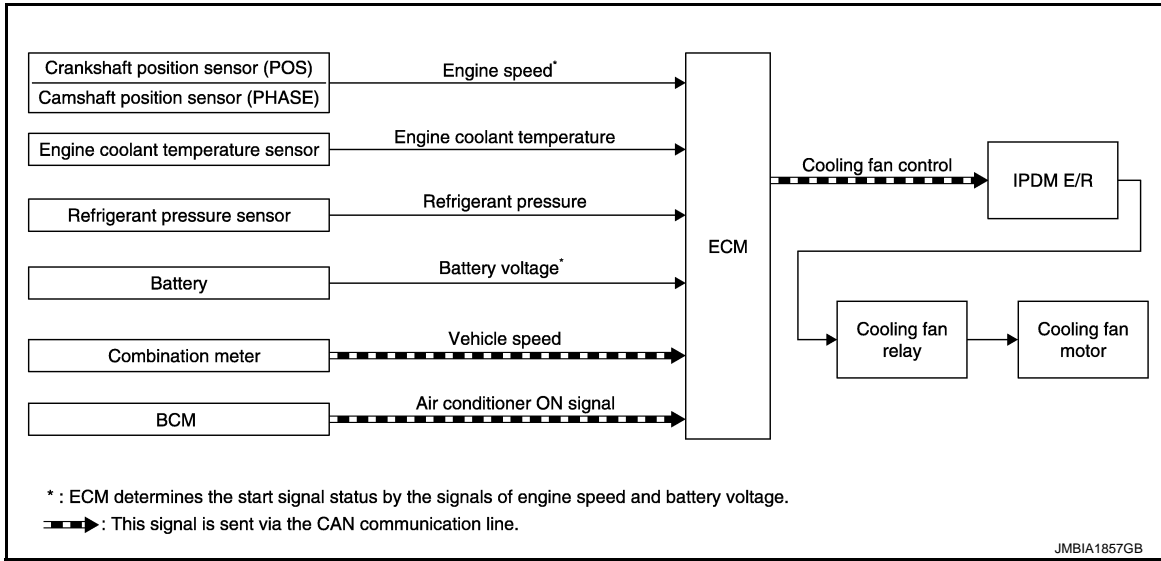 Crankshaft position sensor (POS)
Camshaft position sensor (PHASE)
Engine speed*
Engine coolant temperature sensor
Engine coolant temperature
Refrigerant pressure sensor
Refrigerant pressure
Battery
Battery voltage*
Combination meter
Vehicle speed
BCM
Air conditioner ON signal
ECM
Cooling fan control
IPDM E/R
Cooling fan
relay
Cooling fan
motor
* : ECM determines the start signal status by the signals of engine speed and battery voltage.
: This signal is sent via the CAN communication line.
JMBIA1857GB